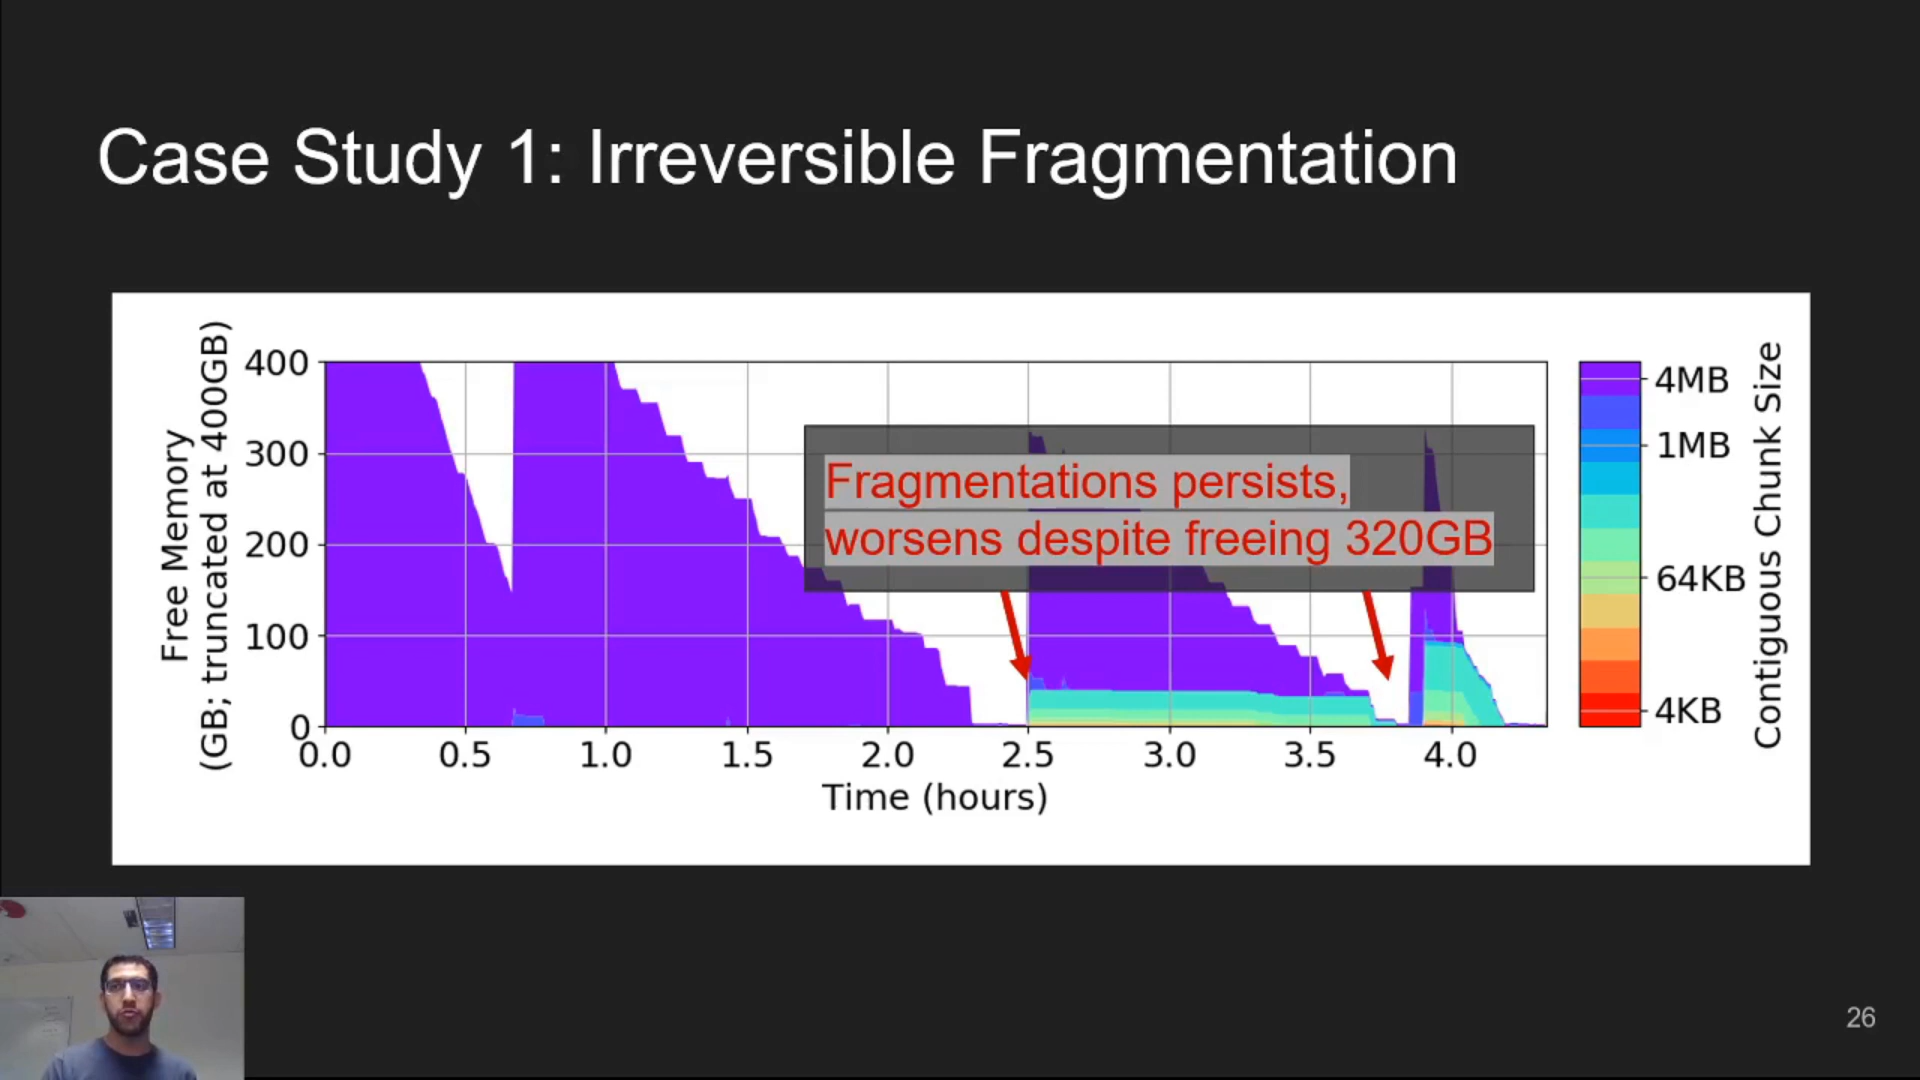 Case Study 1: Irreversible Fragmentation
Free Memory
(GB; truncated at 400GB)
400
300
200
100
0
Fragmentations persists,
worsens despite freeing 320GB
0.0 0.5 1.0 1.5 2.0 2.5 3.0 3.5 4.0
Time (hours)
4MB
1MB
64KB
4KB
Contiguous Chunk Size
26